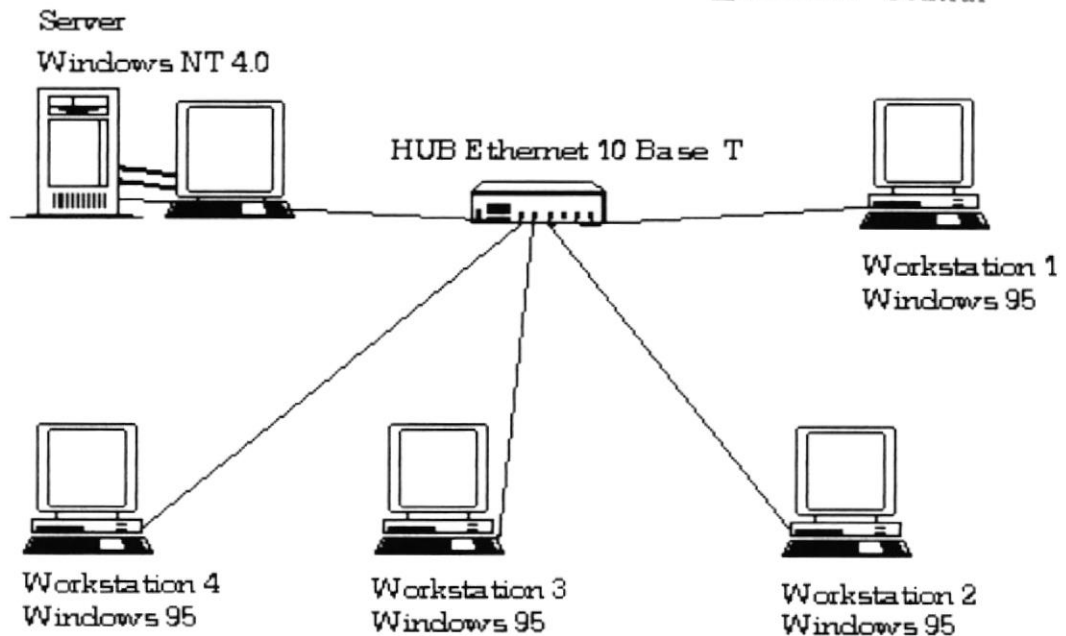 Server
Windows NT 4.0
HUB Ethernet 10 Base T
Workstation 1
Windows 95
Workstation 4
Windows 95
Workstation 3
Windows 95
Workstation 2
Windows 95